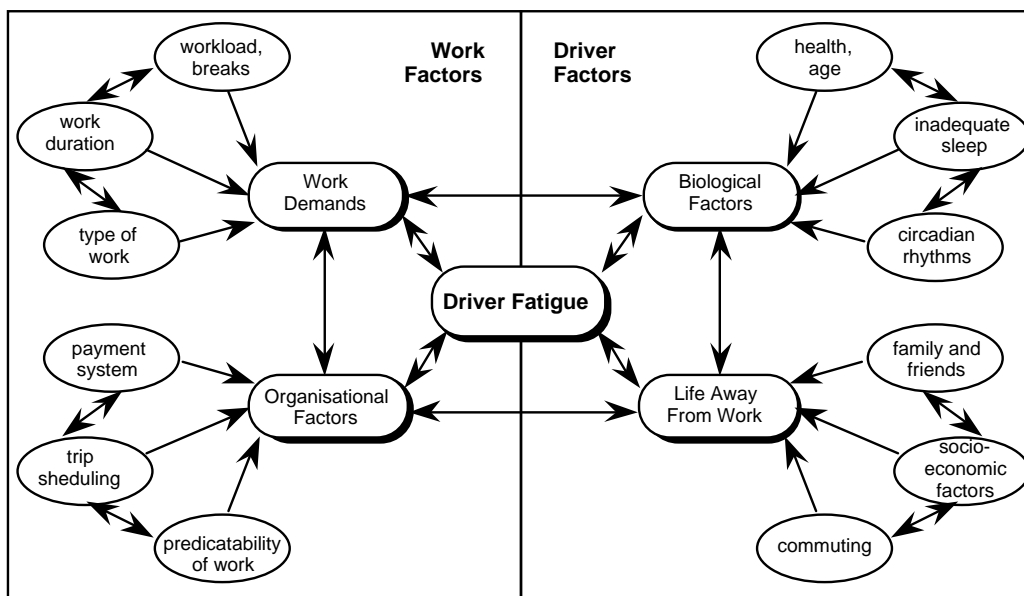 workload,
breaks
Work
Factors
work
duration
type of
work
Work
Demands
Driver
Factors
health,
age
inadequate
sleep
circadian
rhythms
Biological
Factors
Driver Fatigue
payment
system
trip
sheduling
predicatability
of work
Organisational
Factors
Life Away
From Work
family and
friends
socio-
economic
factors
commuting